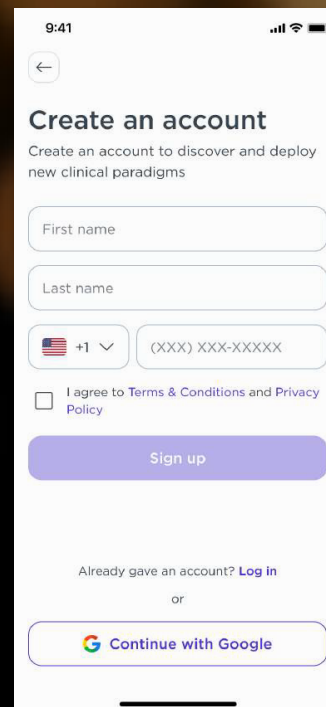 9:41
Create an account
Create an account to discover and deploy
new clinical paradigms
First name
Last name
+1
(XXX) XXX-XXXXX
I agree to Terms & Conditions and Privacy
Policy
Sign up
Already gave an account? Log in
or
Continue with Google